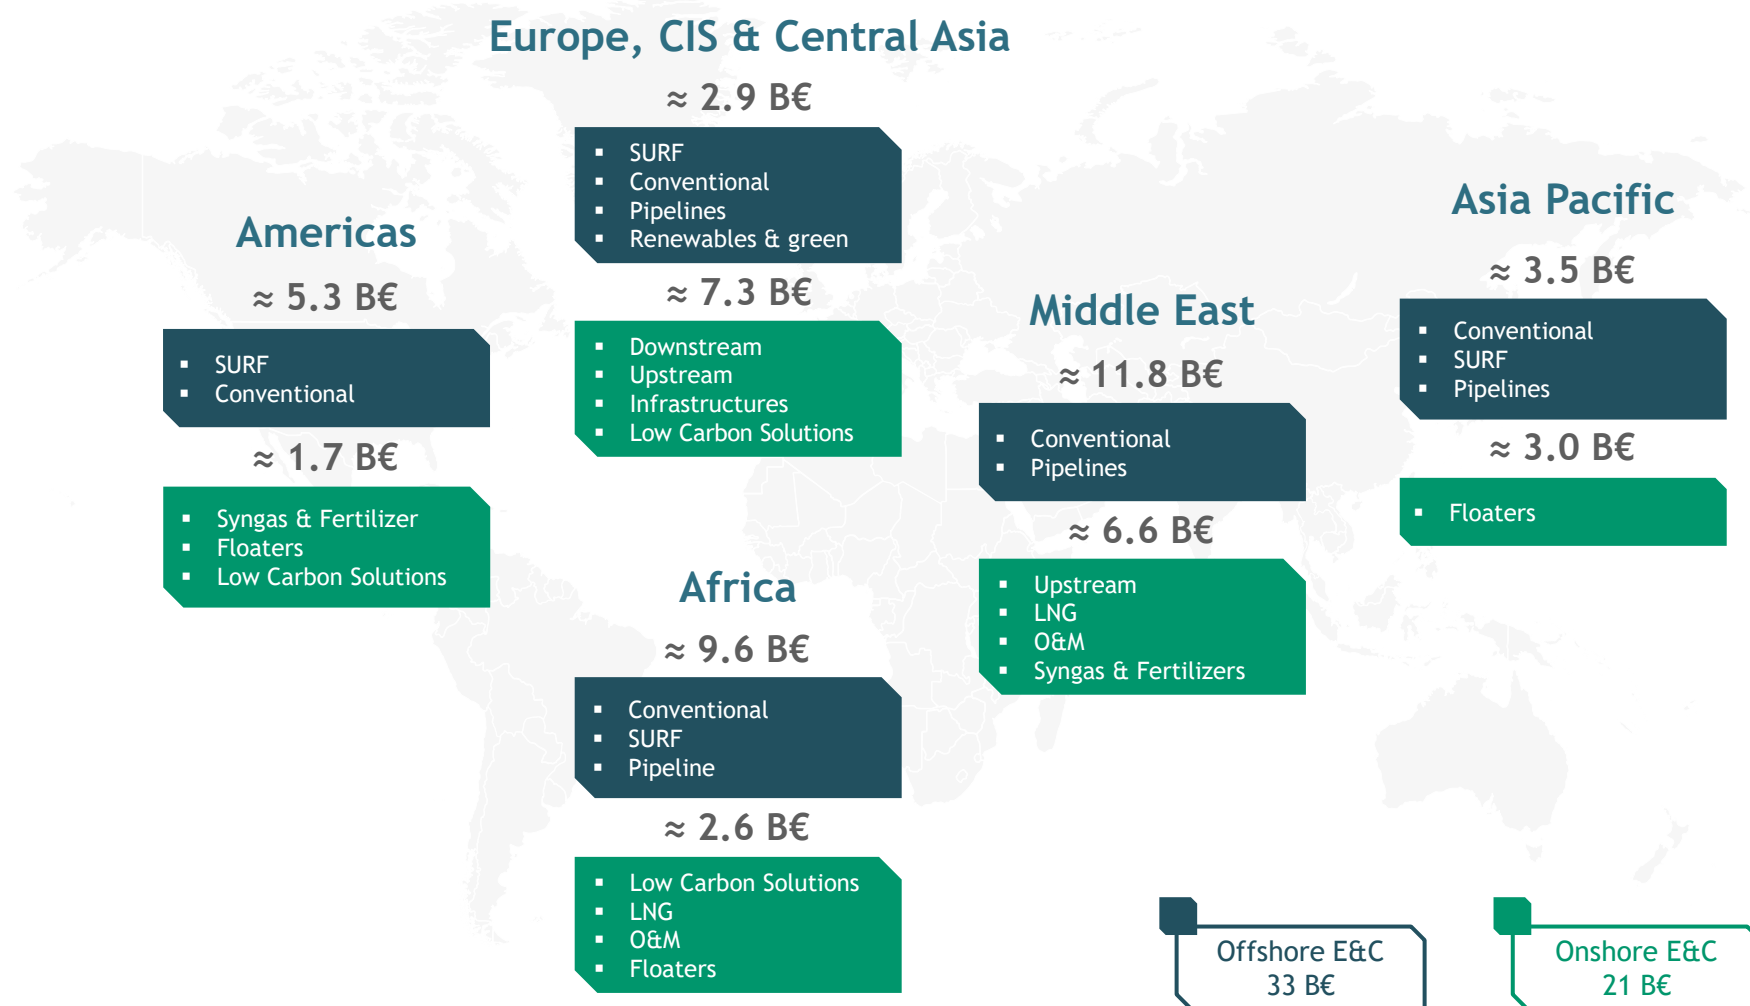 Europe, CIS & Central Asia
≈ 2.9 B€
▪ SURF
▪ Conventional
▪ Pipelines
▪ Renewables & green
≈ 7.3 B€
▪ Downstream
▪ Upstream
▪ Infrastructures
▪ Low Carbon Solutions
Americas
≈ 5.3 B€
▪ SURF
▪ Conventional
≈ 1.7 B€
▪ Syngas & Fertilizer
▪ Floaters
▪ Low Carbon Solutions
Africa
≈ 9.6 B€
▪ Conventional
▪ SURF
▪ Pipeline
≈ 2.6 B€
▪ Low Carbon Solutions
▪ LNG
▪ O&M
▪ Floaters
Middle East
≈ 11.8 B€
▪ Conventional
▪ Pipelines
≈ 6.6 B€
▪ Upstream
▪ LNG
▪ O&M
▪ Syngas & Fertilizers
Asia Pacific
≈ 3.5 B€
▪ Conventional
▪ SURF
▪ Pipelines
≈ 3.0 B€
▪ Floaters
Offshore E&C
33 B€
Onshore E&C
21 B€